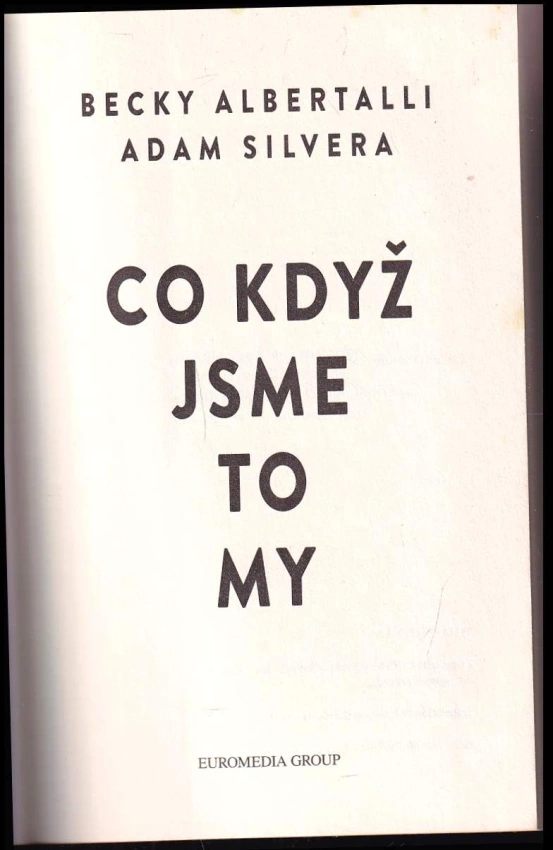 BECKY ALBERTALLI
ADAM SILVERA
CO KDYŽ
JSME
TO
MY
EUROMEDIA GROUP